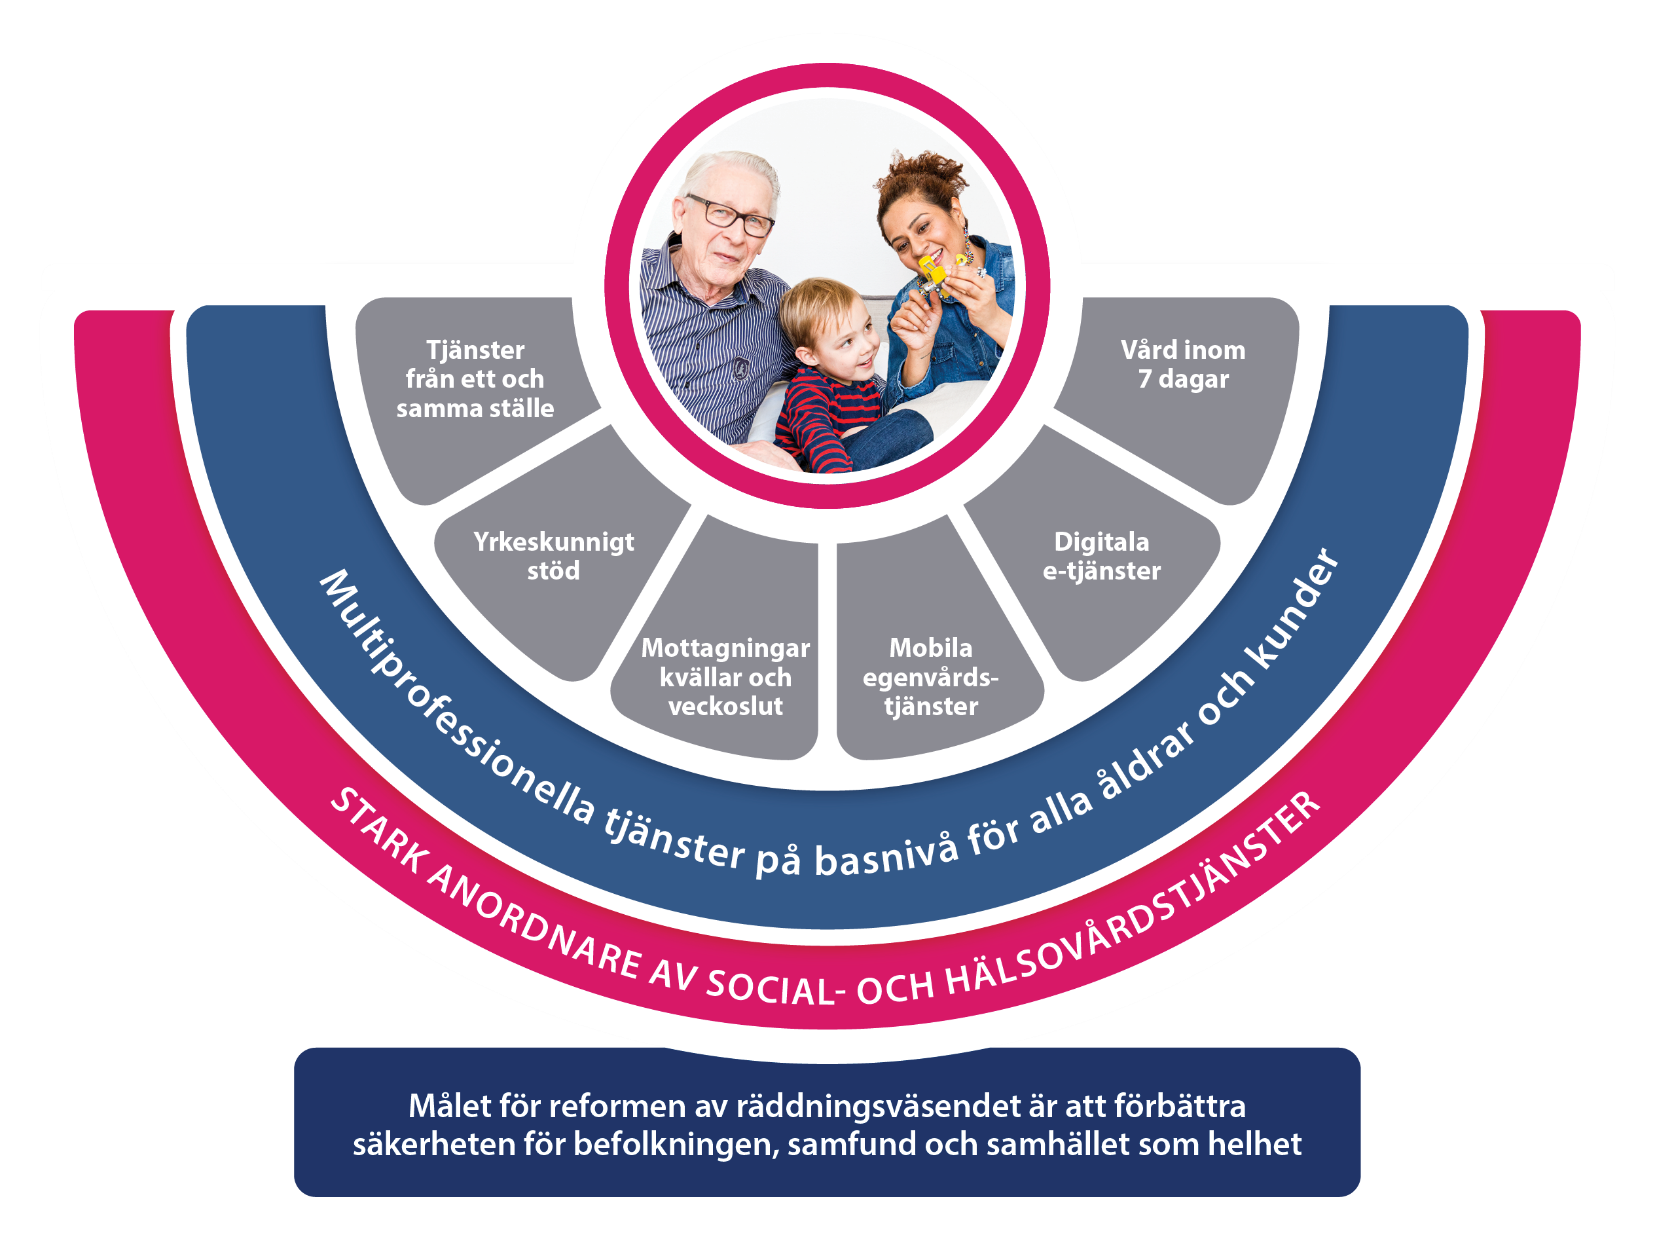 Tjänster
från ett och
samma ställe
Yrkeskunnigt
stöd
Mottagningar
kvällar och
veckoslut
Mobila
egenvårds-
tjänster
Digitala
e-tjänster
Vård inom
7 dagar
Multiprofessionella tjänster på basnivå för alla åldrar och kunder
STARK ANORDNARE AV SOCIAL- OCH HÄLSOVÅRDSTJÄNSTER
Målet för reformen av räddningsväsendet är att förbättra
säkerheten för befolkningen, samfund och samhället som helhet